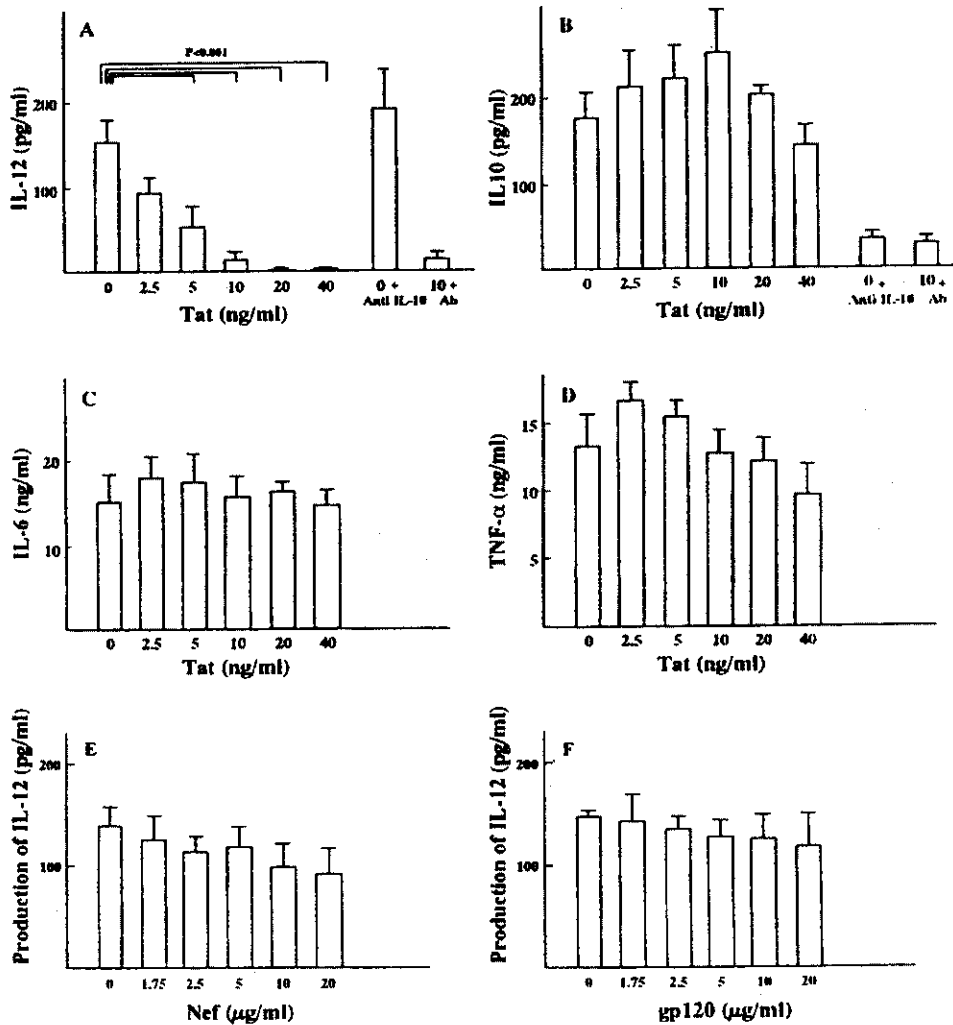 A
P<0.001
IL-12 (pg/ml)
200
100
0 2.5 5 10 20 40 0 + 10 +
Anti IL-10 Ab
Tat (ng/ml)
B
IL10 (pg/ml)
200
100
0 2.5 5 10 20 40 0 + 10 +
Anti IL-10 Ab
Tat (ng/ml)
C
IL-6 (ng/ml)
20
10
0 2.5 5 10 20 40
Tat (ng/ml)
D
TNF-α (ng/ml)
15
10
5
0 2.5 5 10 20 40
Tat (ng/ml)
E
Production of IL-12 (pg/ml)
200
100
0 1.75 2.5 5 10 20
Nef (μg/ml)
F
Production of IL-12 (pg/ml)
200
100
0 1.75 2.5 5 10 20
gp120 (μg/ml)